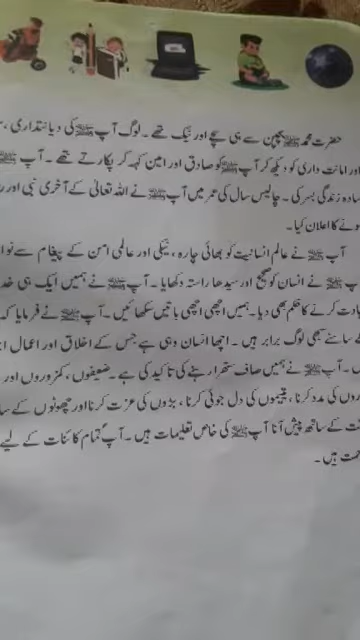 حضرت محمد ﷺ بچپن سے ہی سچے اور نیک تھے۔ لوگ آپ ﷺ کی دیانتداری،
اور امانت داری کو دیکھ کر آپ ﷺ کو صادق اور امین کہہ کر پکارتے تھے۔ آپ ﷺ
سادہ زندگی بسر کی۔ چالیس سال کی عمر میں آپ ﷺ نے اللہ تعالیٰ کے آخری نبی اور
ہونے کا اعلان کیا۔
آپ ﷺ نے عالم انسانیت کو بھائی چارہ، نیکی اور عالمی امن کے پیغام سے
آپ ﷺ نے انسان کو صحیح اور سیدھا راستہ دکھایا۔ آپ ﷺ نے ہمیں ایک ہی
کرنے کا حکم بھی دیا۔ ہمیں اچھی اچھی باتیں سکھائیں۔ آپ ﷺ نے فرمایا کہ
کے سامنے سبھی لوگ برابر ہیں۔ اچھا انسان وہی ہے جس کے اخلاق اور اعمال
آپ ﷺ نے ہمیں صاف ستھرا رہنے کی تاکید کی ہے۔ ضعیفوں، کمزوروں اور
کی مدد کرنا، یتیموں کی دل جوئی کرنا، بڑوں کی عزت کرنا اور چھوٹوں کے
کے ساتھ پیش آنا آپ ﷺ کی خاص تعلیمات ہیں۔ آپ ﷺ تمام کائنات کے لیے
ہیں۔